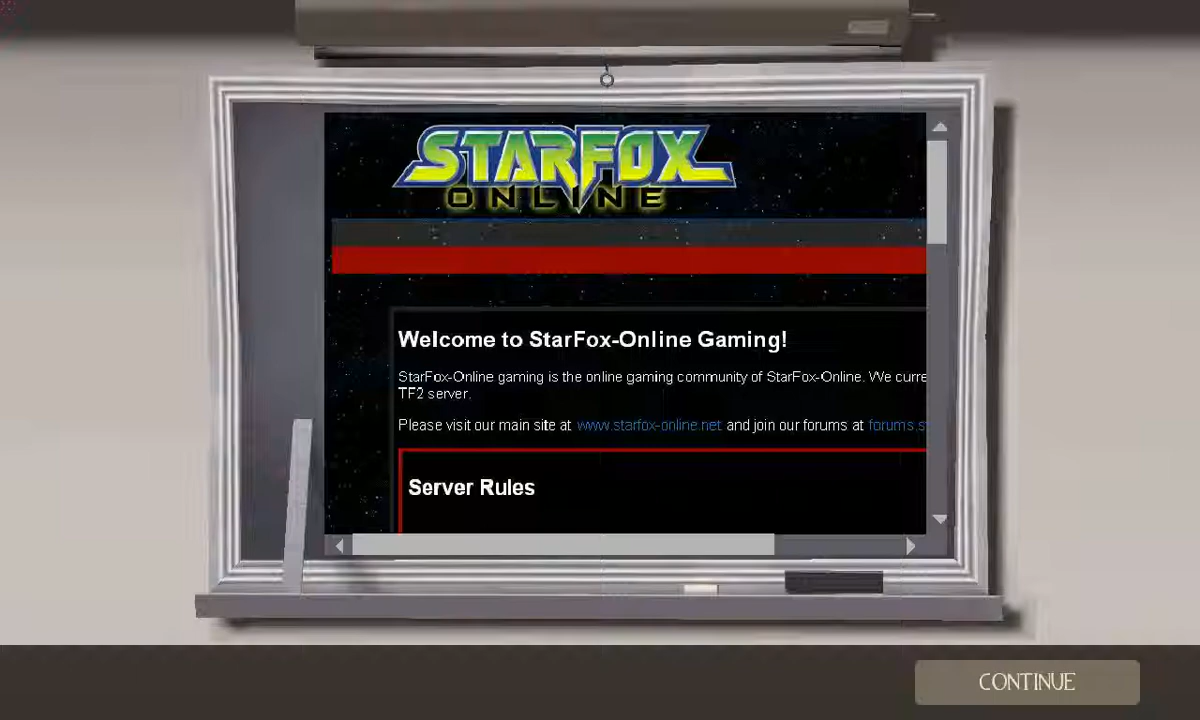 STARFOX
ONLINE
Welcome to StarFox-Online Gaming!
StarFox-Online gaming is the online gaming community of StarFox-Online. We curre
TF2 server.
Please visit our main site at www.starfox-online.net and join our forums at forums.s
Server Rules
CONTINUE